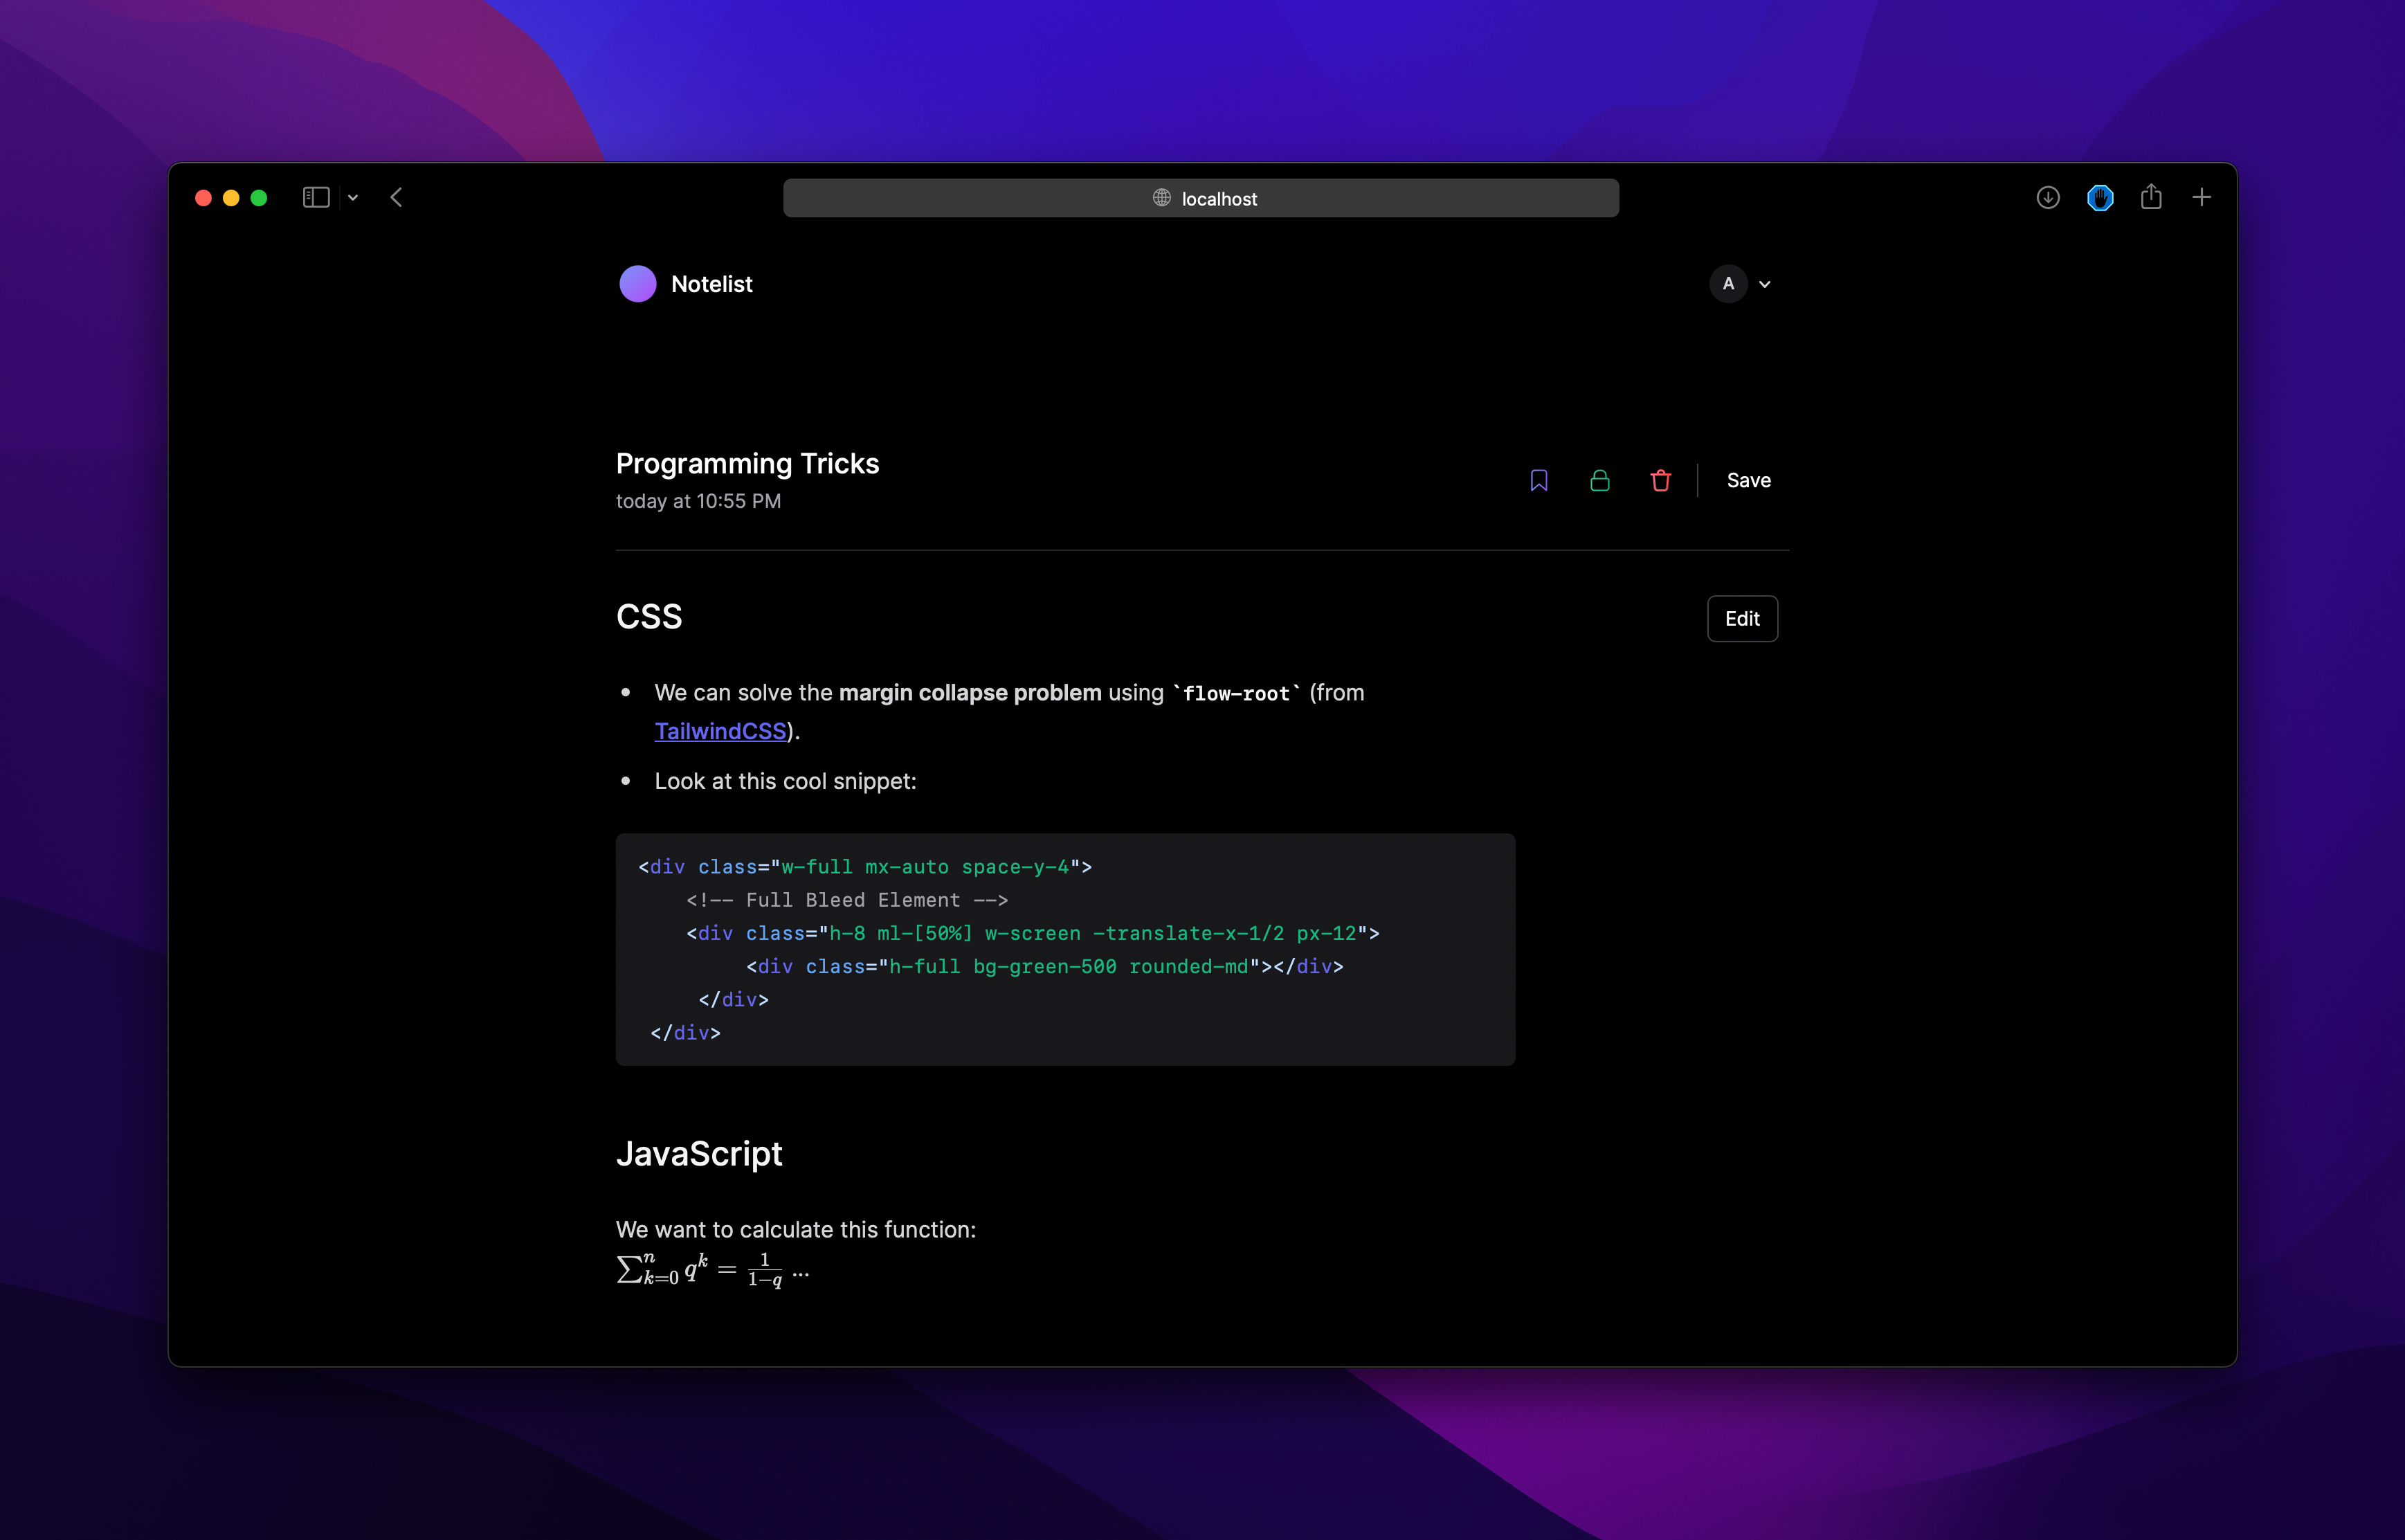 localhost
Notelist
A
Programming Tricks
today at 10:55 PM
Save
CSS
Edit
• We can solve the margin collapse problem using `flow-root` (from
TailwindCSS).
• Look at this cool snippet:
<div class="w-full mx-auto space-y-4">
    <!-- Full Bleed Element -->
    <div class="h-8 ml-[50%] w-screen -translate-x-1/2 px-12">
         <div class="h-full bg-green-500 rounded-md"></div>
     </div>
 </div>
JavaScript
We want to calculate this function:
∑ₖ₌₀ⁿ qᵏ = 1/(1−q) ...